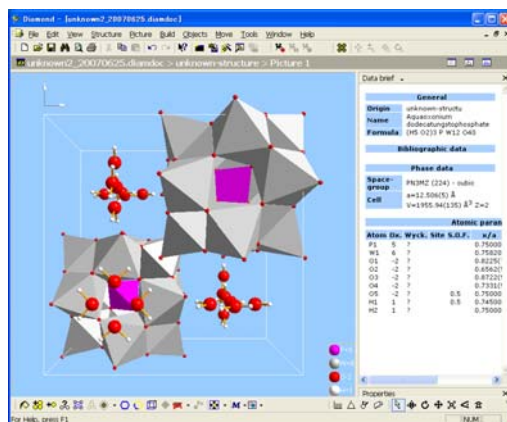 Diamond - [unknown2_20070625.diamdoc]
File Edit View Structure Picture Build Objects Move Tools Window Help
unknown2_20070625.diamdoc > unknown-structure > Picture 1
Data brief
General
Origin unknown-structu
Name Aquaoxonium dodecatungstophosphate
Formula (H5 O2)3 P W12 O40
Bibliographic data
Phase data
Space-group PN3MZ (224) - cubic
Cell a=12.506(5) Å
V=1955.94(135) Å³ Z=2
Atomic paran
Atom Ox. Wyck. Site S.O.F. x/a
P1 5 ? 0.75000
W1 6 ? 0.75820
O1 -2 ? 0.8225(
O2 -2 ? 0.6562(
O3 -2 ? 0.8722(
O4 -2 ? 0.7331(
O5 -2 ? 0.5 0.75000
H1 1 ? 0.5 0.74500
H2 1 ? 0.75000
Properties
For Help, press F1
NUM